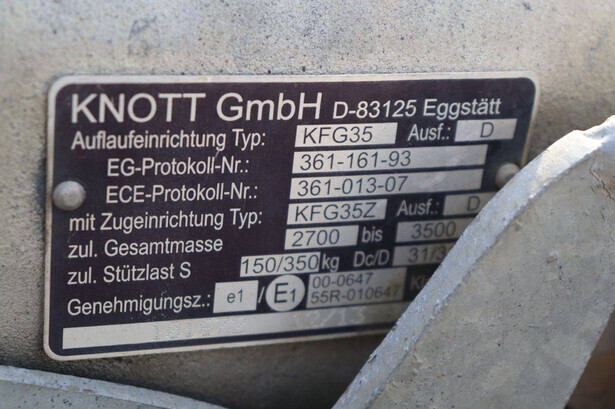 KNOTT GmbH D-83125 Eggstätt
Auflaufeinrichtung Typ: KFG35 Ausf.: D
EG-Protokoll-Nr.: 361-161-93
ECE-Protokoll-Nr.: 361-013-07
mit Zugeinrichtung Typ: KFG35Z Ausf.: D
zul. Gesamtmasse 2700 bis 3500
zul. Stützlast S 150/350 kg Dc/D 31/3
Genehmigungsz.: e1 / E1 00-0647
55R-010647